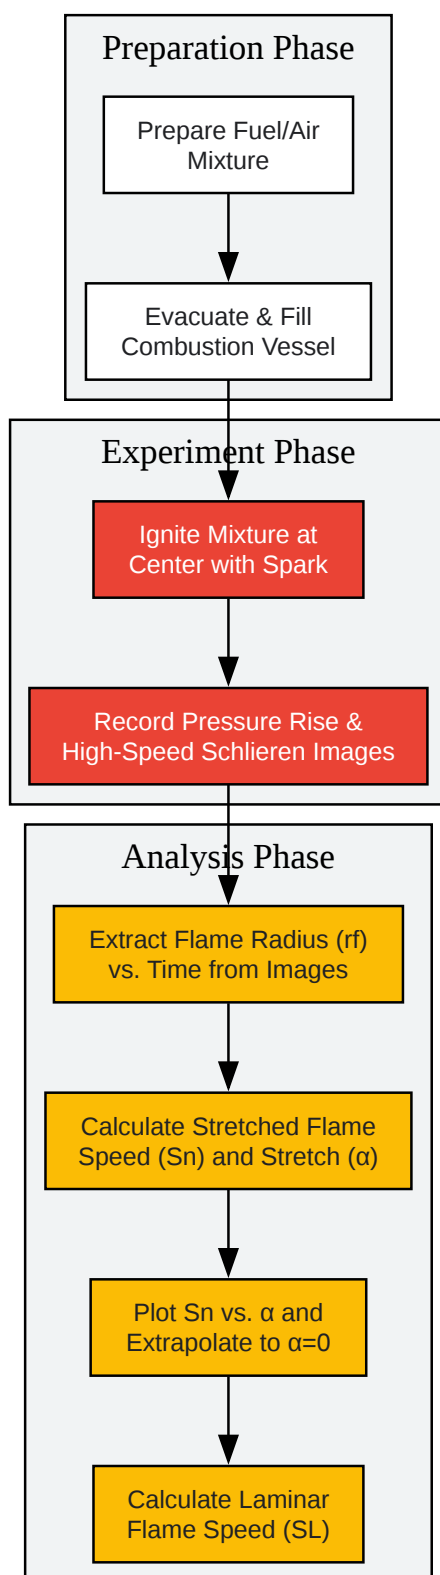 Preparation Phase
Prepare Fuel/Air
Mixture
Evacuate & Fill
Combustion Vessel
Experiment Phase
Ignite Mixture at
Center with Spark
Record Pressure Rise &
High-Speed Schlieren Images
Analysis Phase
Extract Flame Radius (rf)
vs. Time from Images
Calculate Stretched Flame
Speed (Sn) and Stretch (α)
Plot Sn vs. α and
Extrapolate to α=0
Calculate Laminar
Flame Speed (SL)